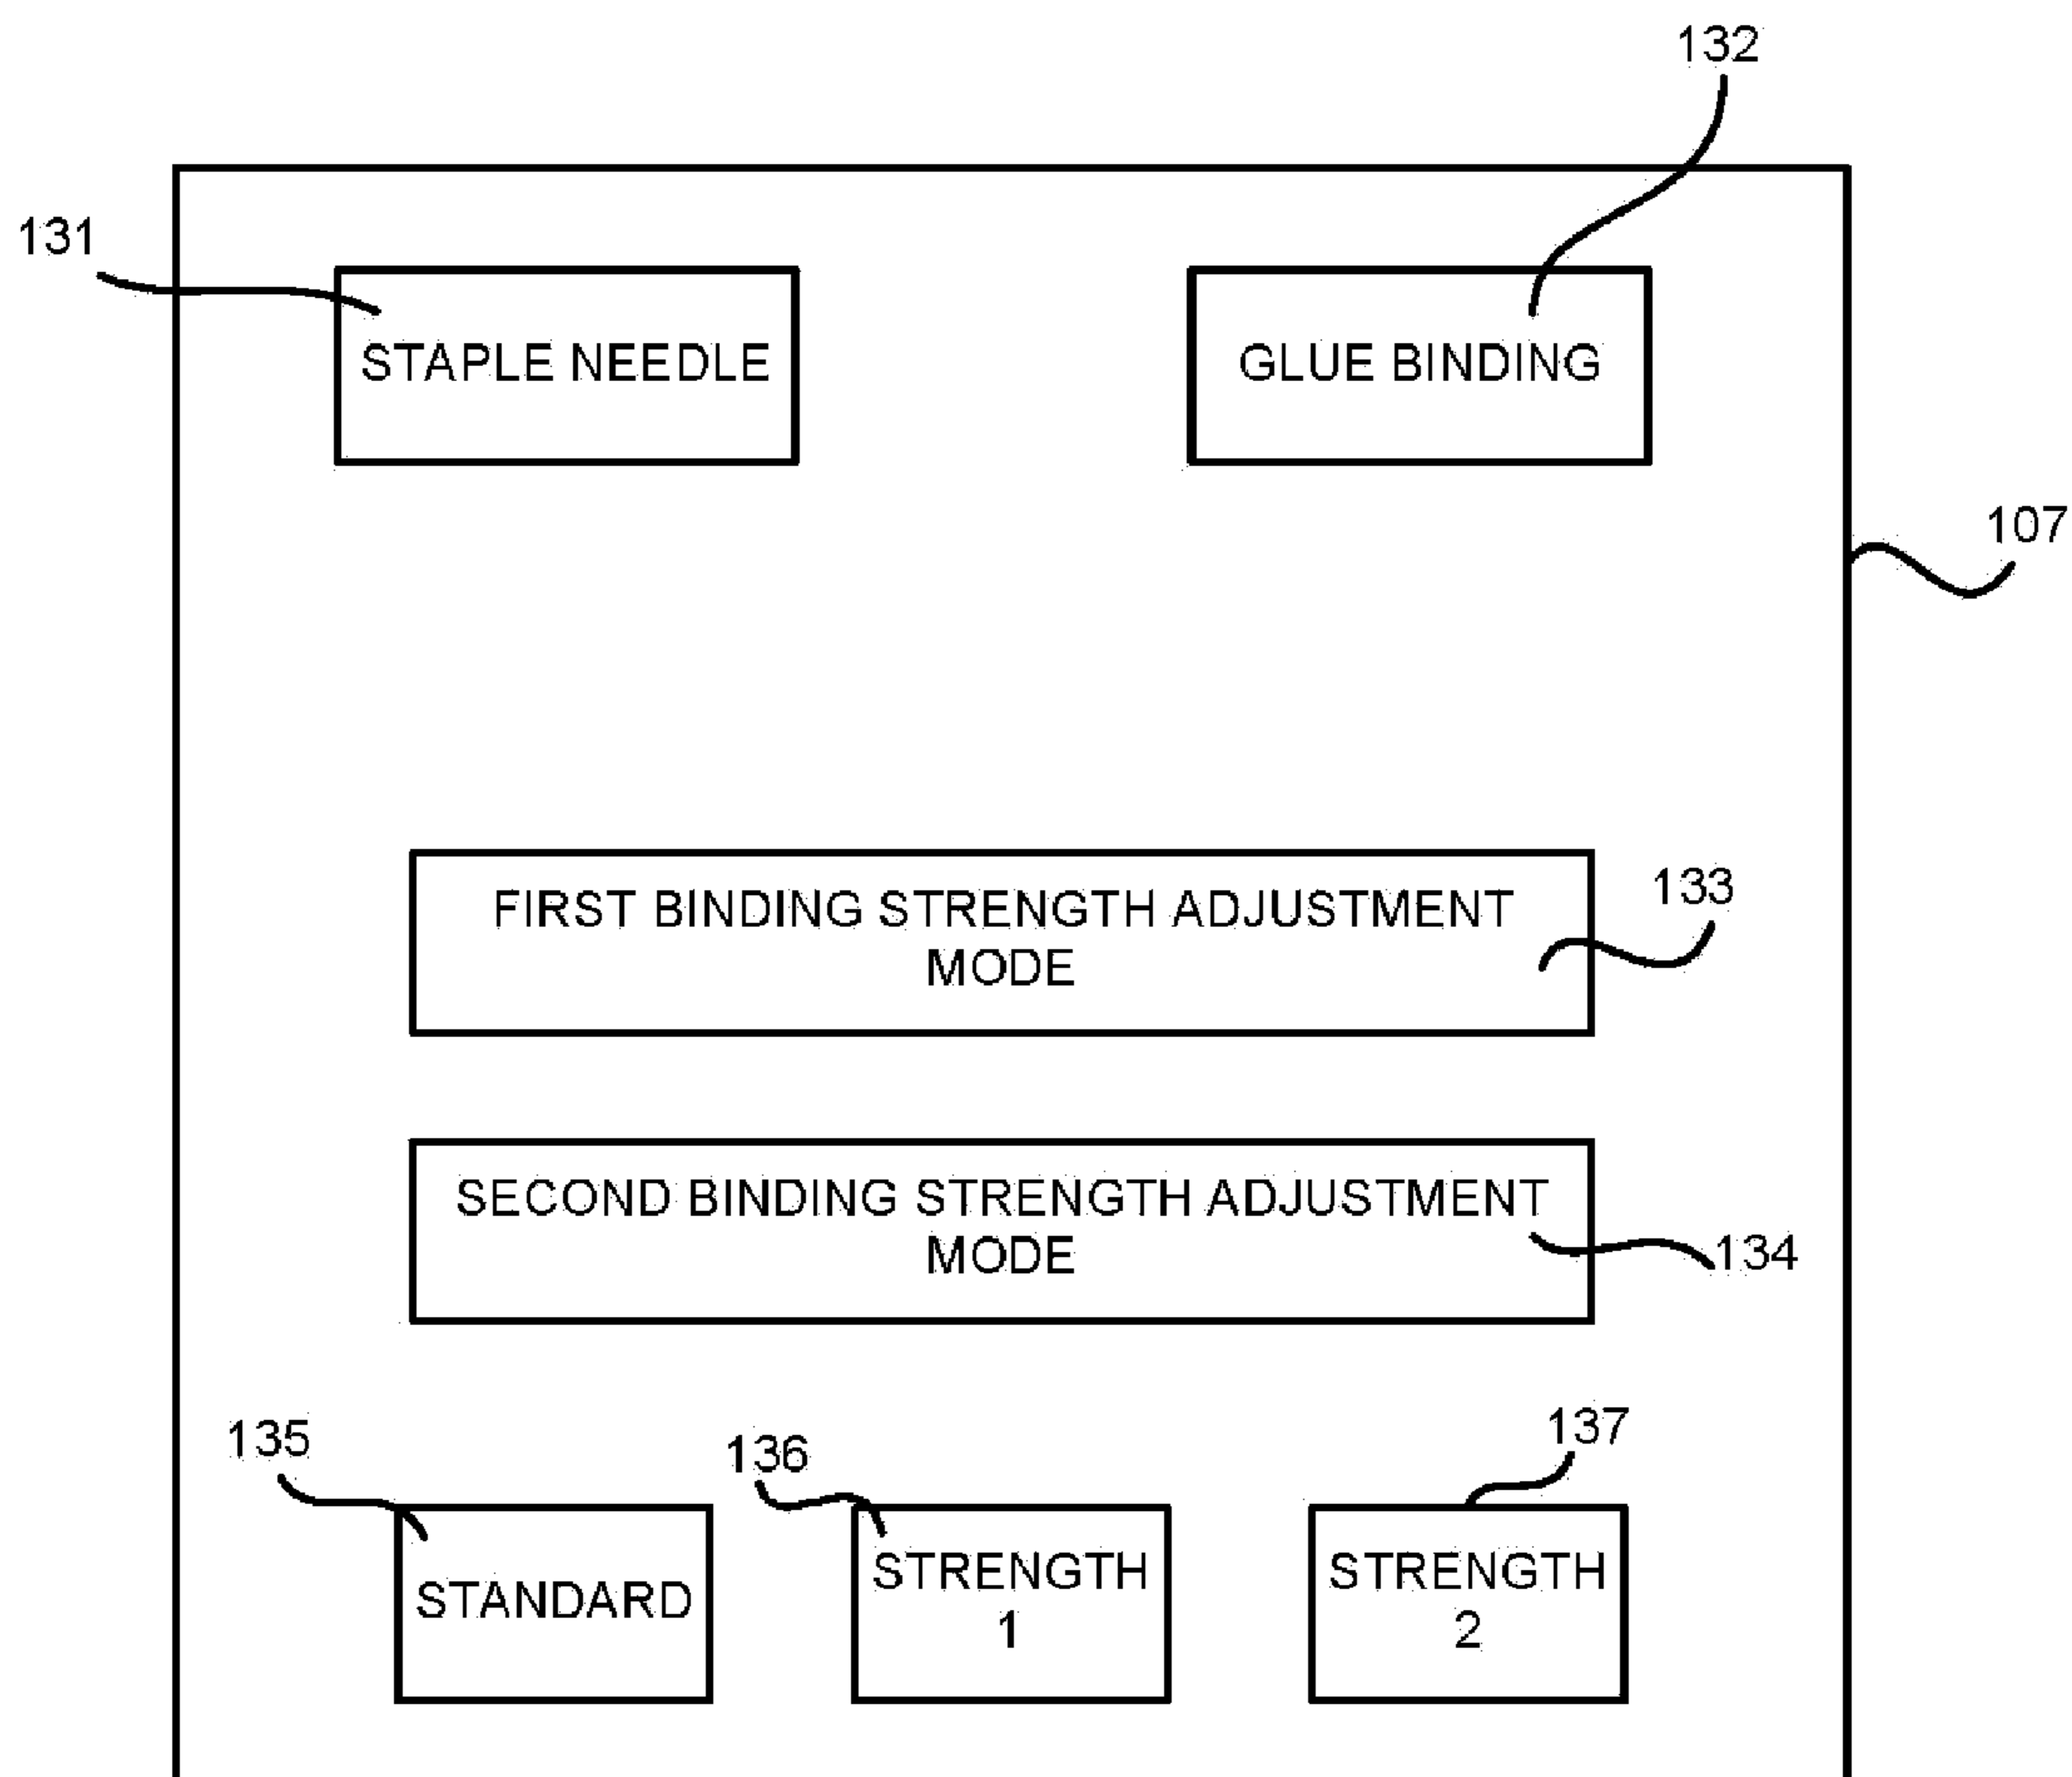 132
131
STAPLE NEEDLE
GLUE BINDING
107
FIRST BINDING STRENGTH ADJUSTMENT
MODE
133
SECOND BINDING STRENGTH ADJUSTMENT
MODE
134
135
136
137
STANDARD
STRENGTH
1
STRENGTH
2